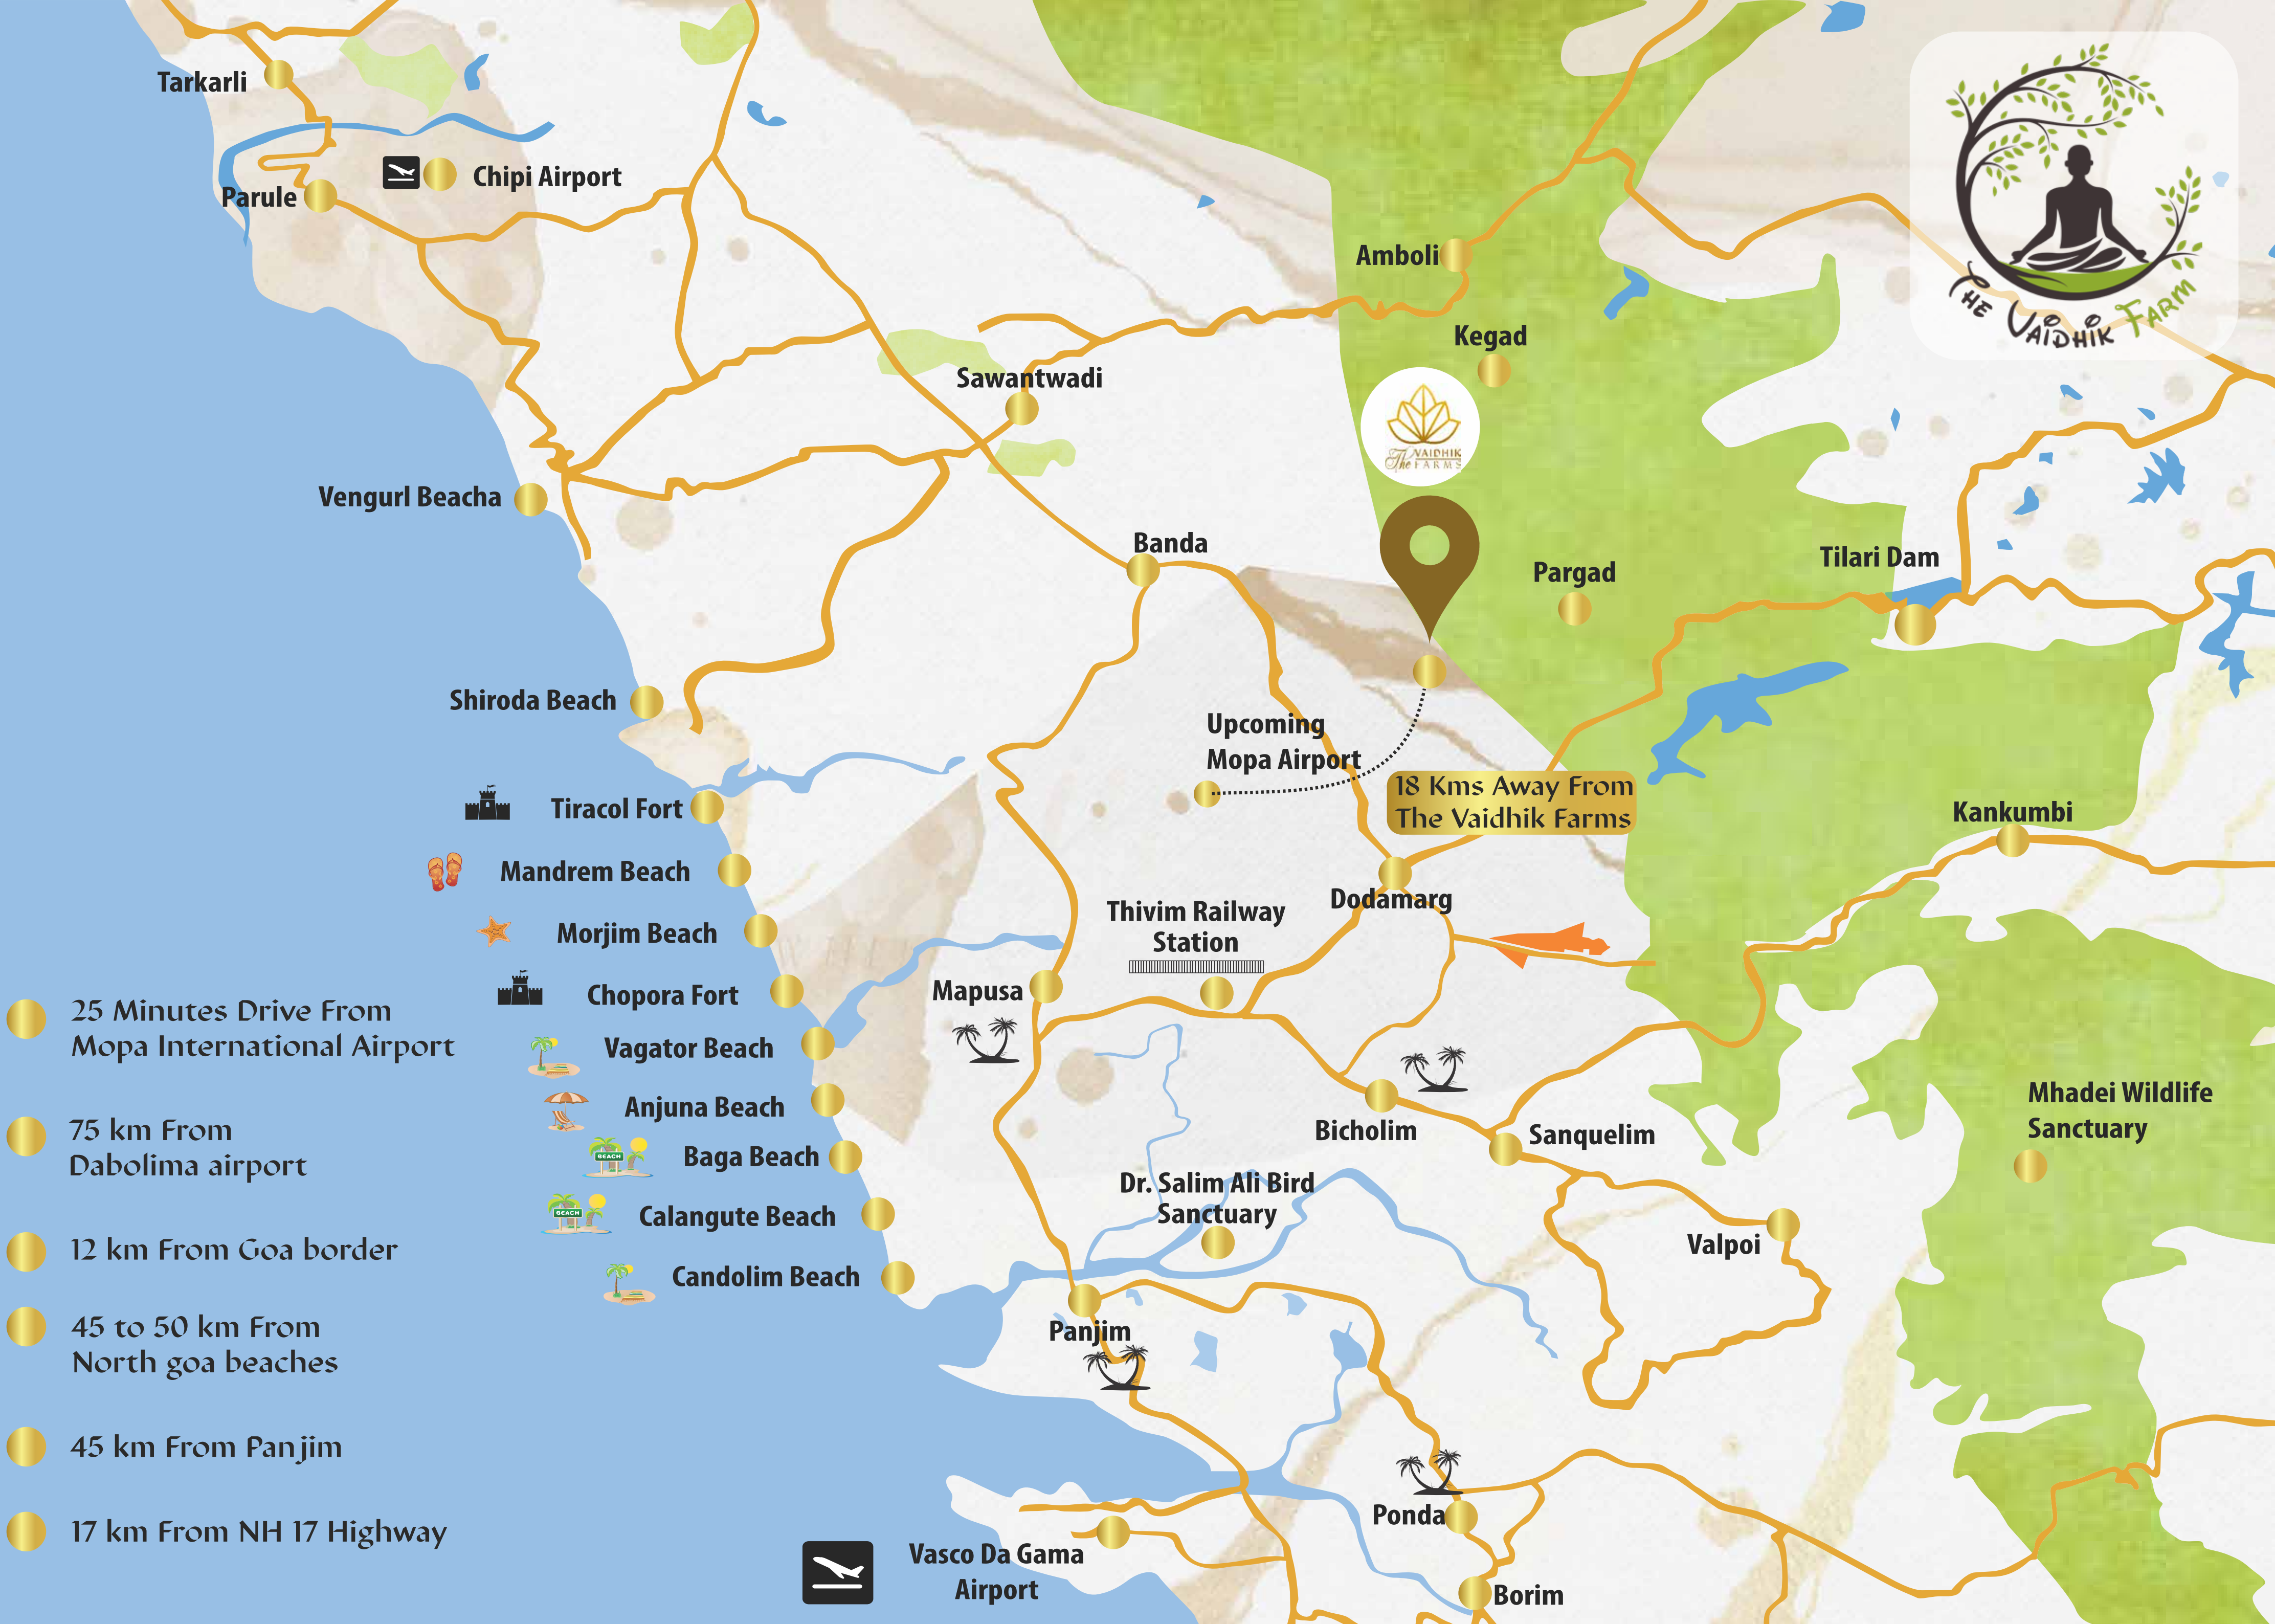 Tarkarli
Chipi Airport
Parule
Amboli
Kegad
THE VAIDHIK FARM
Sawantwadi
The VAIDHIK
FARMS
Vengurl Beacha
Banda
Pargad
Tilari Dam
Shiroda Beach
Upcoming
Mopa Airport
18 Kms Away From
The Vaidhik Farms
Tiracol Fort
Kankumbi
Mandrem Beach
Dodamarg
Thivim Railway
Station
Morjim Beach
Mapusa
Chopora Fort
25 Minutes Drive From
Mopa International Airport
Vagator Beach
Anjuna Beach
Mhadei Wildlife
Sanctuary
75 km From
Dabolima airport
Bicholim
Sanquelim
BEACH
Baga Beach
Dr. Salim Ali Bird
Sanctuary
BEACH
Calangute Beach
Valpoi
12 km From Goa border
Candolim Beach
45 to 50 km From
North goa beaches
Panjim
45 km From Panjim
Ponda
17 km From NH 17 Highway
Vasco Da Gama
Airport
Borim